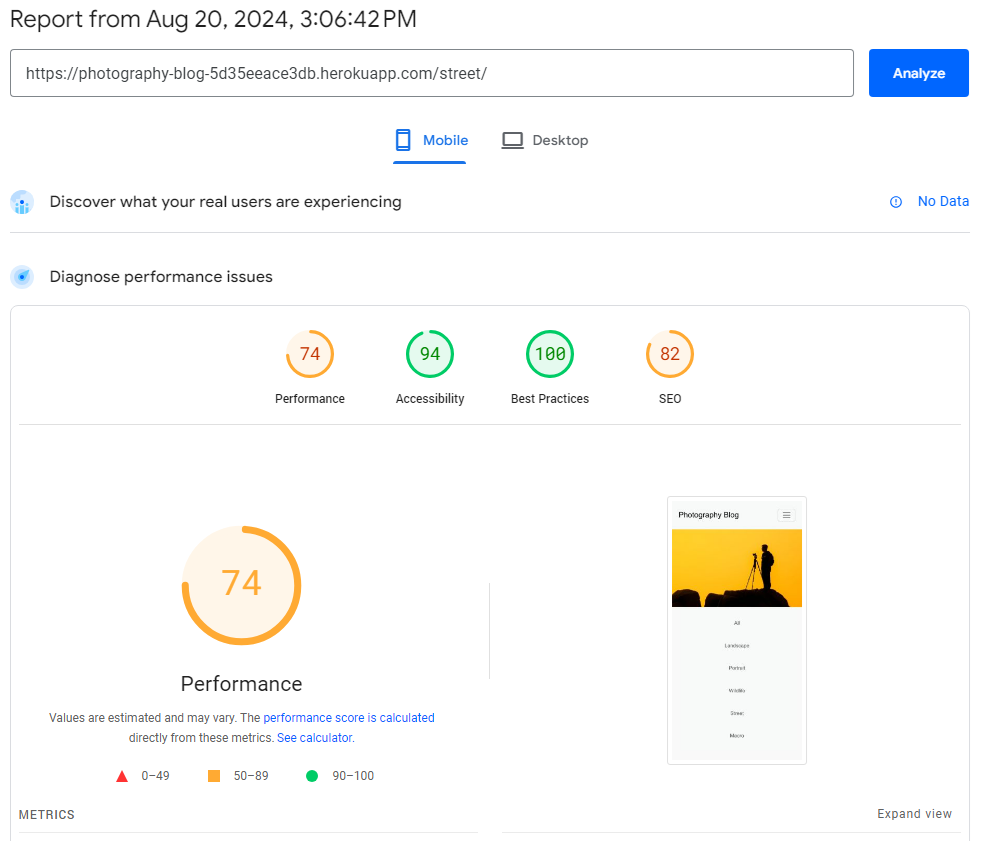 Report from Aug 20, 2024, 3:06:42 PM
https://photography-blog-5d35eeace3db.herokuapp.com/street/
Analyze
Mobile
Desktop
Discover what your real users are experiencing
No Data
Diagnose performance issues
74
94
100
82
Performance
Accessibility
Best Practices
SEO
74
Performance
Values are estimated and may vary. The performance score is calculated
directly from these metrics. See calculator.
0–49
50–89
90–100
Photography Blog
All
Landscape
Portrait
Wildlife
Street
Macro
METRICS
Expand view